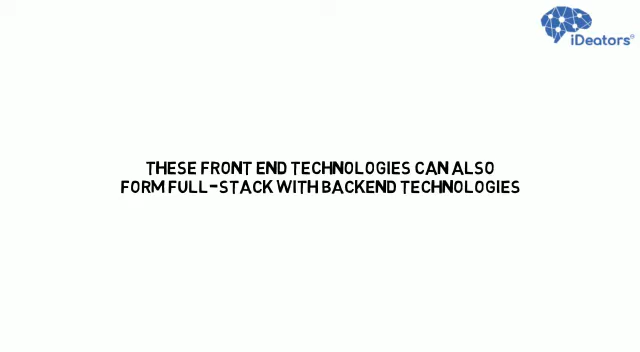 iDeators
THESE FRONT END TECHNOLOGIES CAN ALSO
FORM FULL-STACK WITH BACKEND TECHNOLOGIES